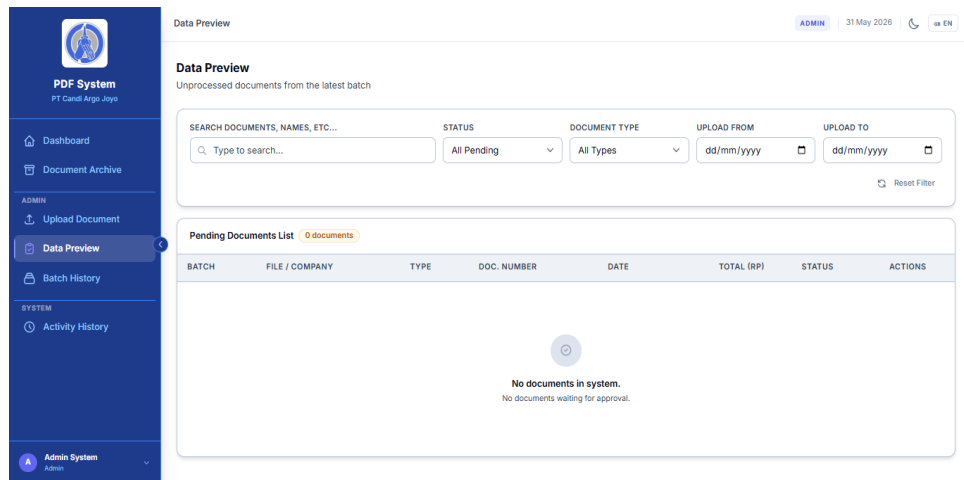 PDF System
PT Candi Argo Joyo
Dashboard
Document Archive
ADMIN
Upload Document
Data Preview
Batch History
SYSTEM
Activity History
A
Admin System
Admin
Data Preview
ADMIN
31 May 2026
GB EN
Data Preview
Unprocessed documents from the latest batch
SEARCH DOCUMENTS, NAMES, ETC...
STATUS
DOCUMENT TYPE
UPLOAD FROM
UPLOAD TO
Type to search...
All Pending
All Types
dd/mm/yyyy
dd/mm/yyyy
Reset Filter
Pending Documents List
0 documents
BATCH
FILE / COMPANY
TYPE
DOC. NUMBER
DATE
TOTAL (RP)
STATUS
ACTIONS
No documents in system.
No documents waiting for approval.